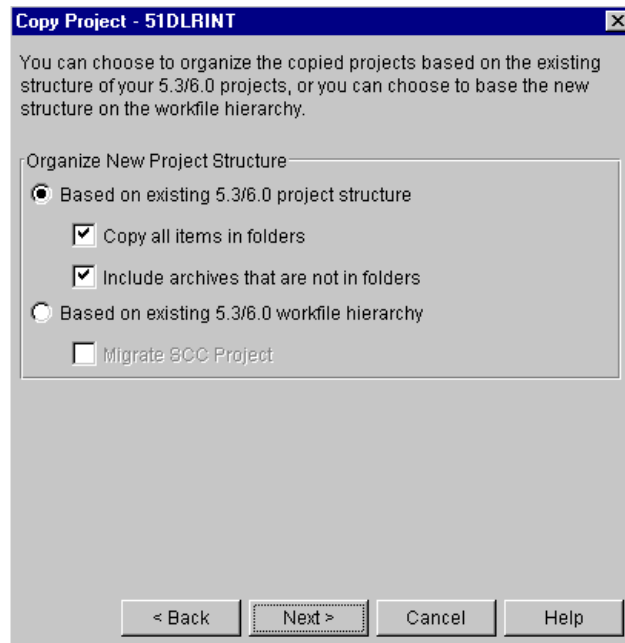 Copy Project - 51DLRINT
You can choose to organize the copied projects based on the existing
structure of your 5.3/6.0 projects, or you can choose to base the new
structure on the workfile hierarchy.
Organize New Project Structure
Based on existing 5.3/6.0 project structure
Copy all items in folders
Include archives that are not in folders
Based on existing 5.3/6.0 workfile hierarchy
Migrate SCC Project
< Back Next > Cancel Help